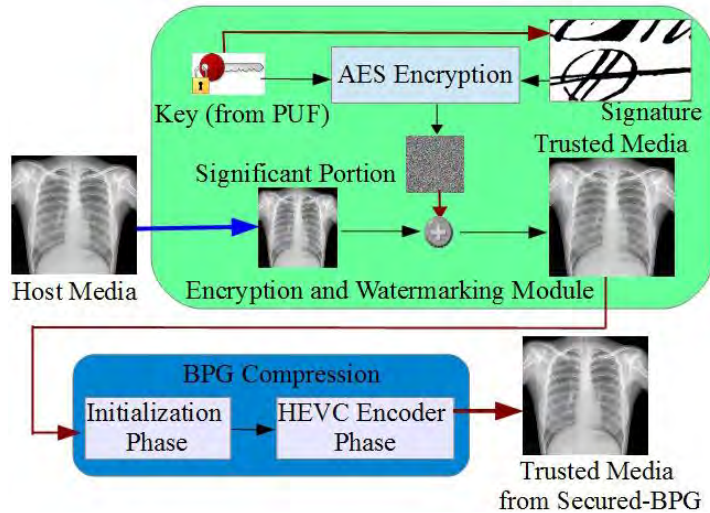 AES Encryption
Key (from PUF)
Signature
Significant Portion
Trusted Media
Host Media
Encryption and Watermarking Module
BPG Compression
Initialization
Phase
HEVC Encoder
Phase
Trusted Media
from Secured-BPG